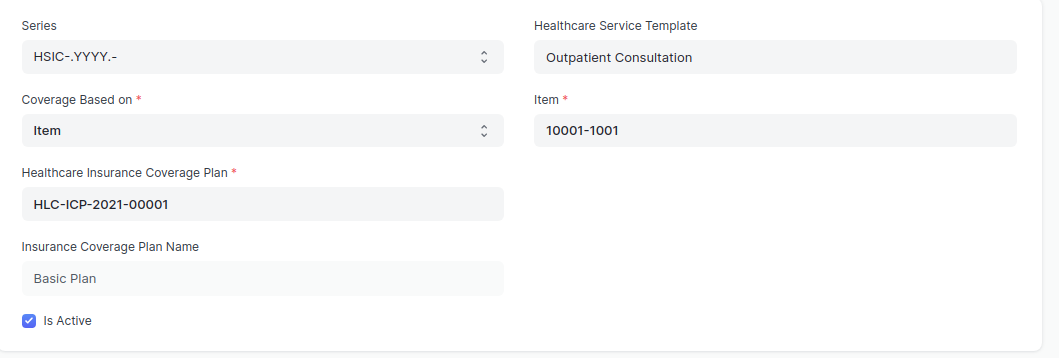 Series
HSIC-.YYYY.-
Coverage Based on *
Item
Healthcare Insurance Coverage Plan *
HLC-ICP-2021-00001
Insurance Coverage Plan Name
Basic Plan
Is Active
Healthcare Service Template
Outpatient Consultation
Item *
10001-1001